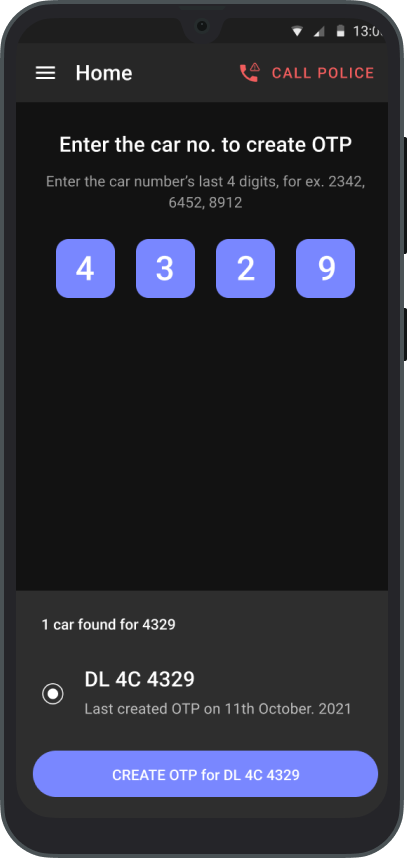 13:0
Home
CALL POLICE
Enter the car no. to create OTP
Enter the car number's last 4 digits, for ex. 2342,
6452, 8912
4 3 2 9
1 car found for 4329
DL 4C 4329
Last created OTP on 11th October. 2021
CREATE OTP for DL 4C 4329